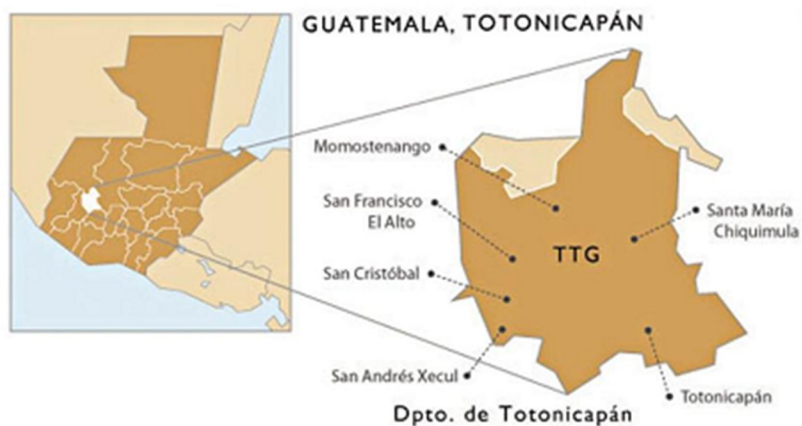 GUATEMALA, TOTONICAPÁN
Momostenango
San Francisco
El Alto
Santa María
Chiquimula
TTG
San Cristóbal
San Andrés Xecul
Totonicapán
Dpto. de Totonicapán